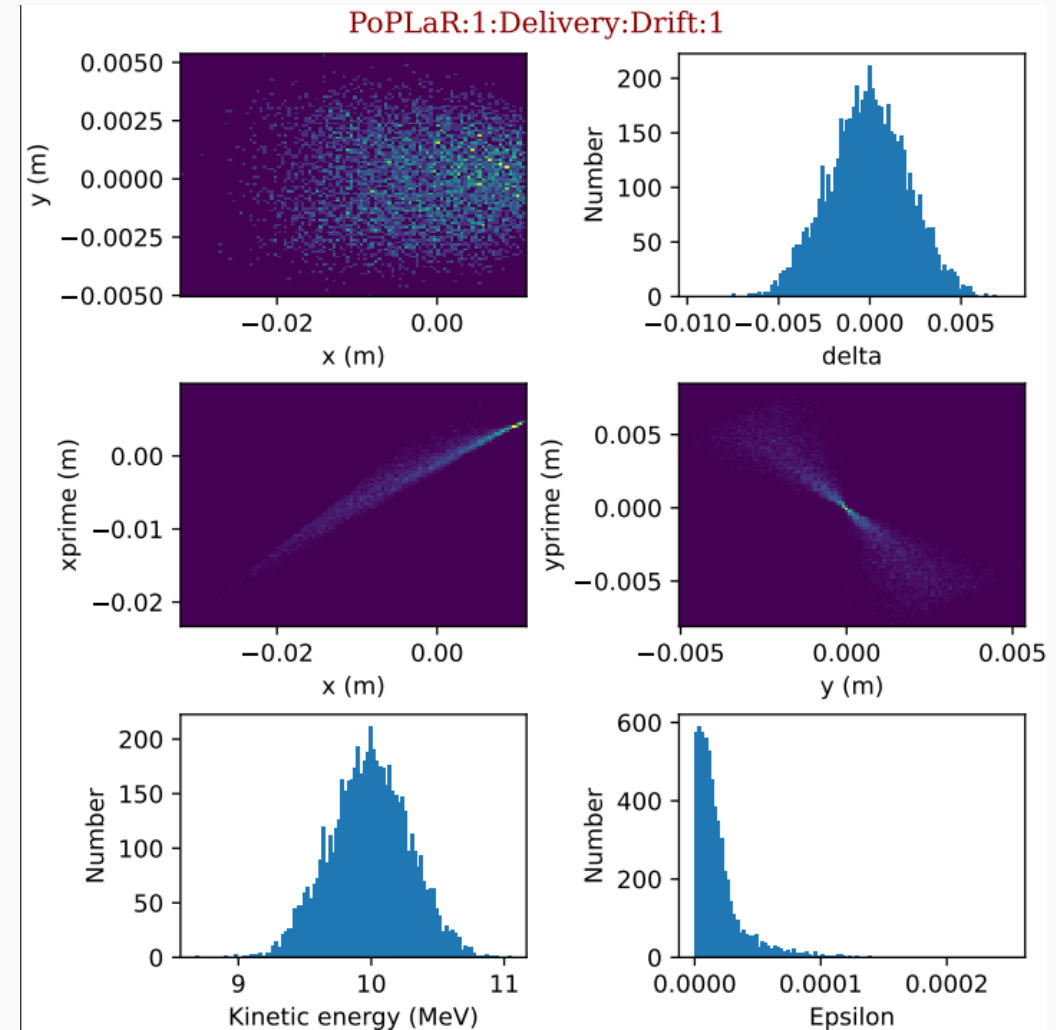 PoPLaR:1:Delivery:Drift:1
0.0050
0.0025
0.0000
−0.0025
−0.0050
y (m)
−0.02 0.00
x (m)
200
150
100
50
0
Number
−0.010 −0.005 0.000 0.005
delta
0.00
−0.01
−0.02
xprime (m)
−0.02 0.00
x (m)
0.005
0.000
−0.005
yprime (m)
−0.005 0.000 0.005
y (m)
200
150
100
50
0
Number
9 10 11
Kinetic energy (MeV)
600
400
200
0
Number
0.0000 0.0001 0.0002
Epsilon